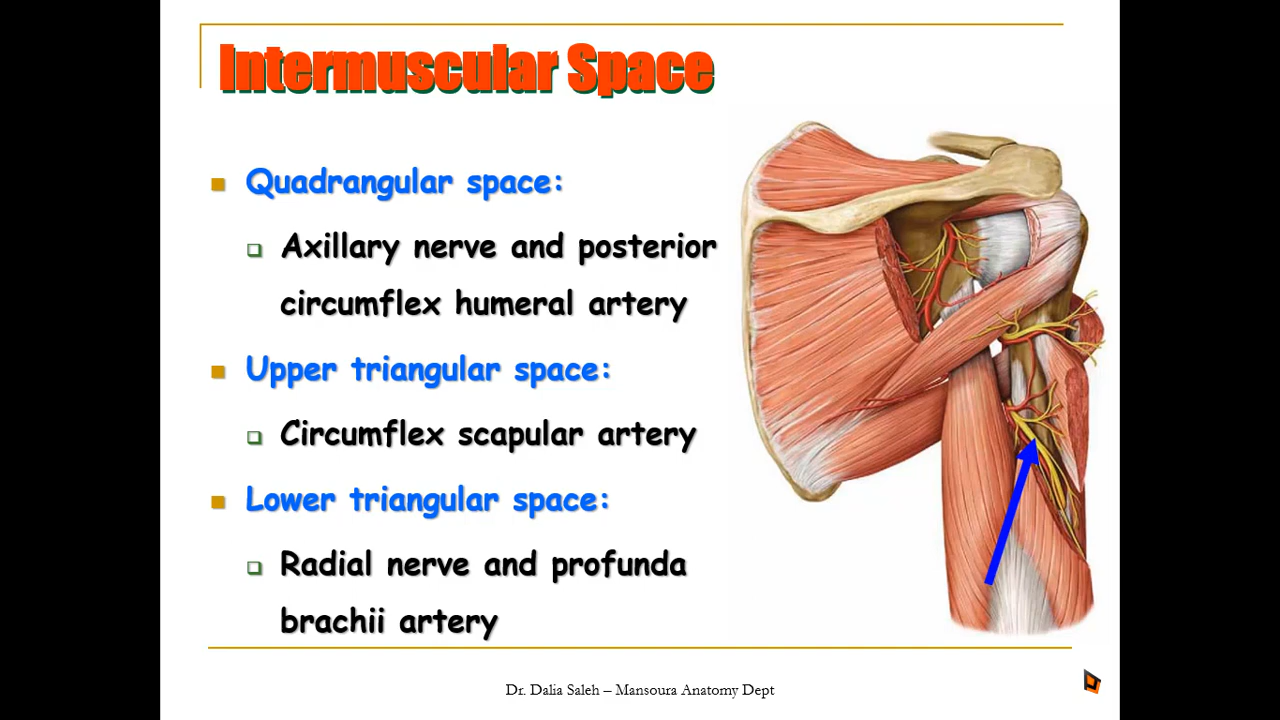 Intermuscular Space
Quadrangular space:
Axillary nerve and posterior
circumflex humeral artery
Upper triangular space:
Circumflex scapular artery
Lower triangular space:
Radial nerve and profunda
brachii artery
Dr. Dalia Saleh – Mansoura Anatomy Dept